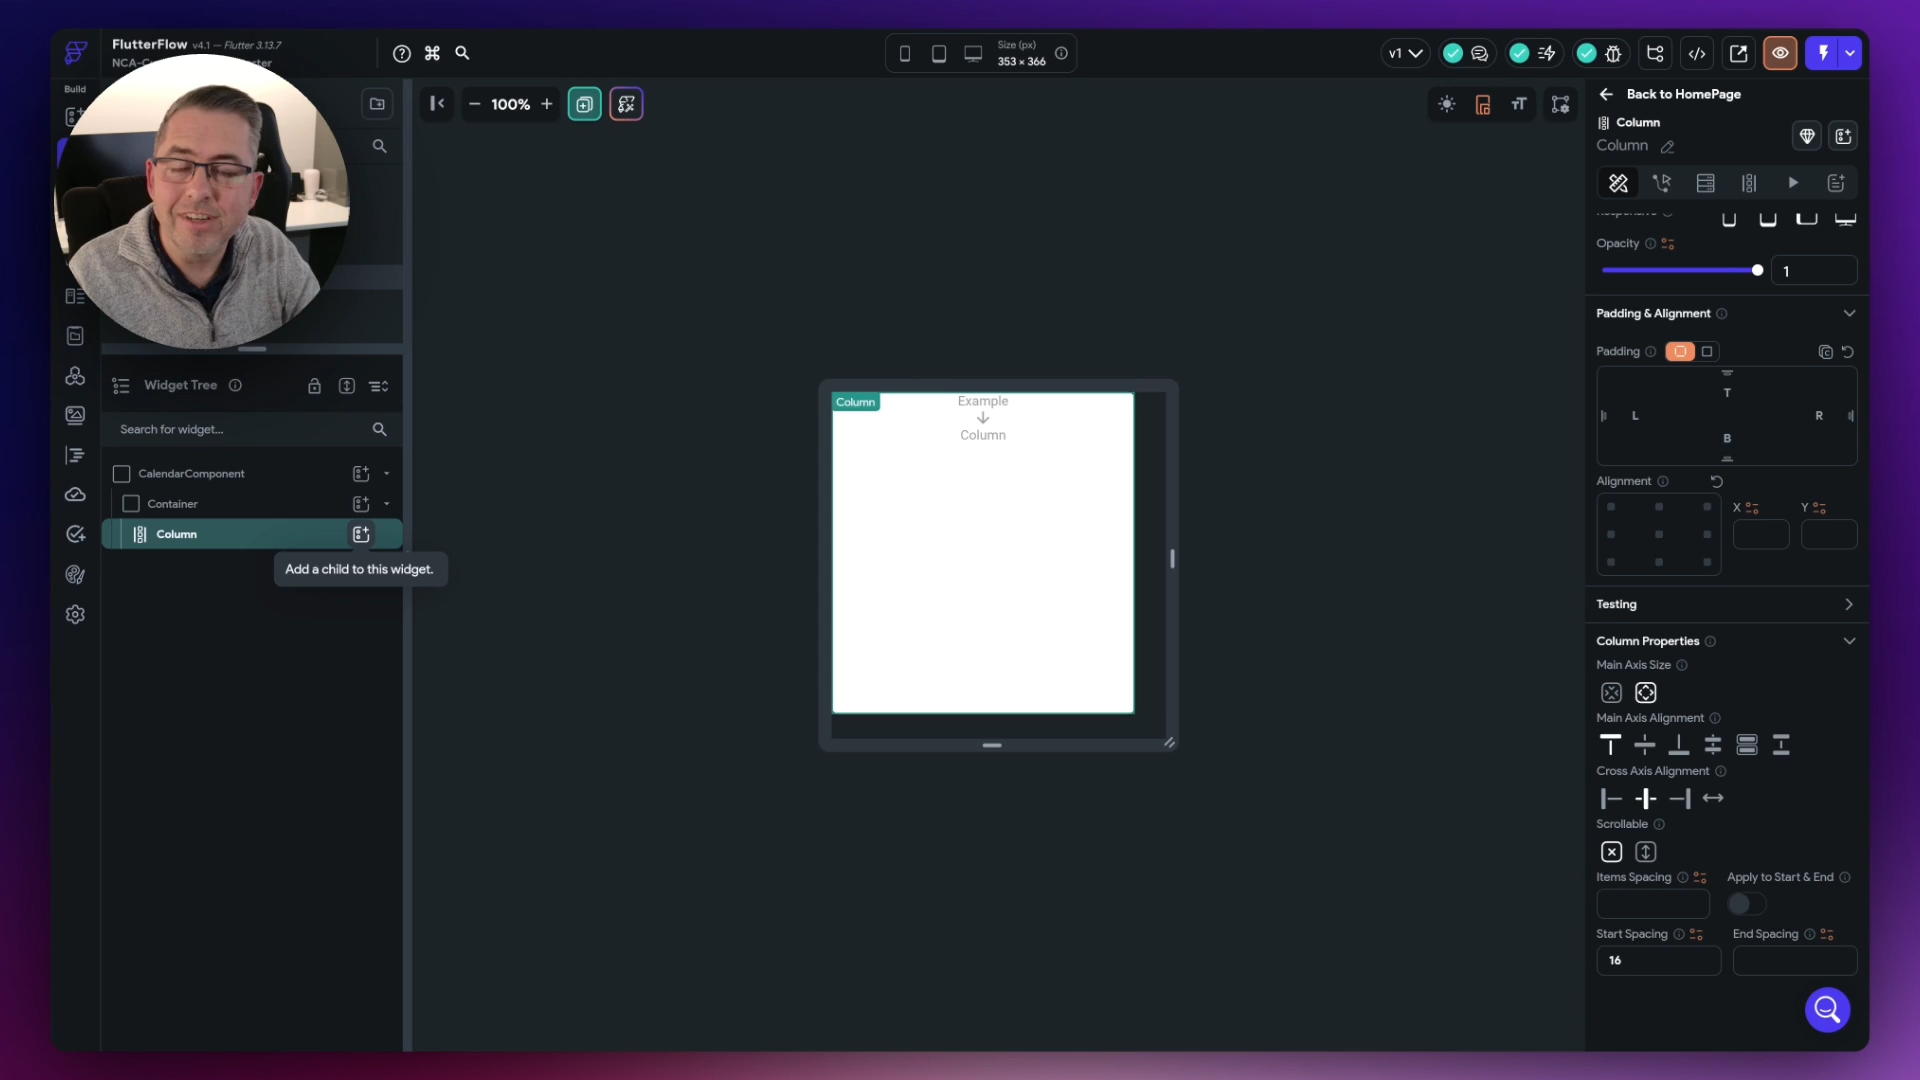 FlutterFlow v4.1 — Flutter 3.13.7
Size (px)
353 × 366
v1
Build
100%
Back to HomePage
Column
Column
Opacity
1
Padding & Alignment
Padding
T
L
R
B
Alignment
X
Y
Widget Tree
Search for widget...
CalendarComponent
Container
Column
Add a child to this widget.
Column
Example
Column
Testing
Column Properties
Main Axis Size
Main Axis Alignment
Cross Axis Alignment
Scrollable
Items Spacing
Apply to Start & End
Start Spacing
End Spacing
16